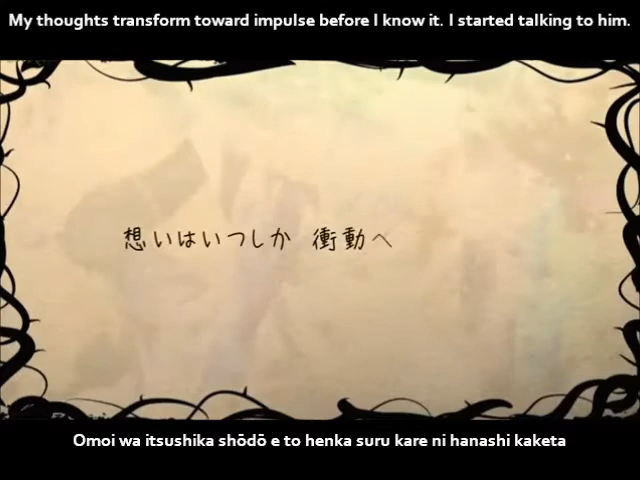 My thoughts transform toward impulse before I know it. I started talking to him.
想いはいつしか 衝動へ
Omoi wa itsushika shōdō e to henka suru kare ni hanashi kaketa